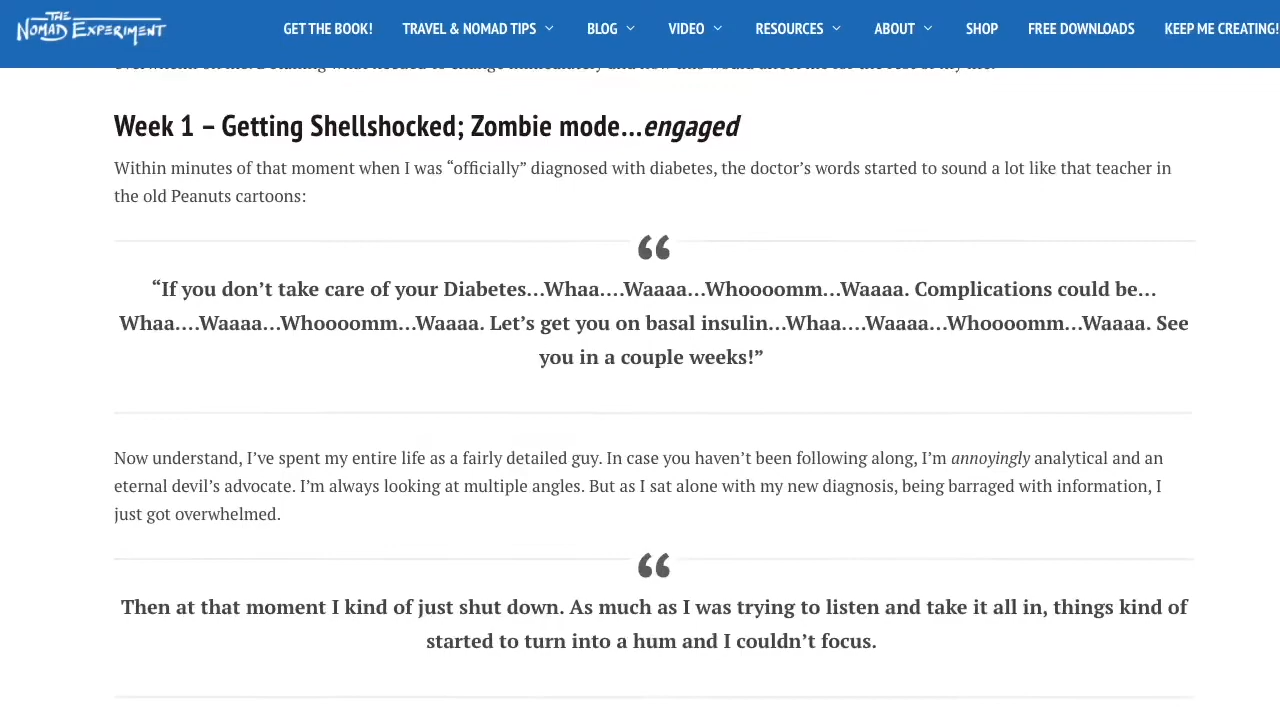 THE
NOMAD EXPERIMENT
GET THE BOOK!
TRAVEL & NOMAD TIPS
BLOG
VIDEO
RESOURCES
ABOUT
SHOP
FREE DOWNLOADS
KEEP ME CREATING!
Week 1 – Getting Shellshocked; Zombie mode…engaged
Within minutes of that moment when I was “officially” diagnosed with diabetes, the doctor’s words started to sound a lot like that teacher in
the old Peanuts cartoons:
“If you don’t take care of your Diabetes…Whaa….Waaaa…Whoooomm…Waaaa. Complications could be…
Whaa….Waaaa…Whoooomm…Waaaa. Let’s get you on basal insulin…Whaa….Waaaa…Whoooomm…Waaaa. See
you in a couple weeks!”
Now understand, I’ve spent my entire life as a fairly detailed guy. In case you haven’t been following along, I’m annoyingly analytical and an
eternal devil’s advocate. I’m always looking at multiple angles. But as I sat alone with my new diagnosis, being barraged with information, I
just got overwhelmed.
Then at that moment I kind of just shut down. As much as I was trying to listen and take it all in, things kind of
started to turn into a hum and I couldn’t focus.